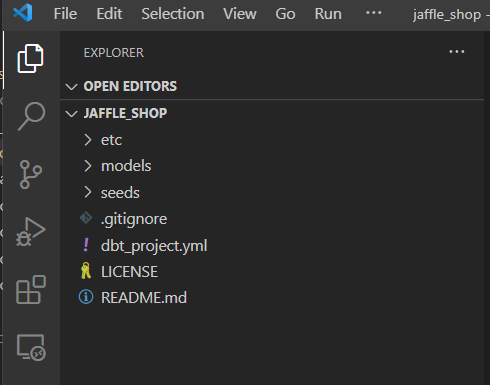 File Edit View Go Run ··· jaffle_shop -
EXPLORER ···
OPEN EDITORS
JAFFLE_SHOP
etc
models
seeds
.gitignore
! dbt_project.yml
LICENSE
README.md